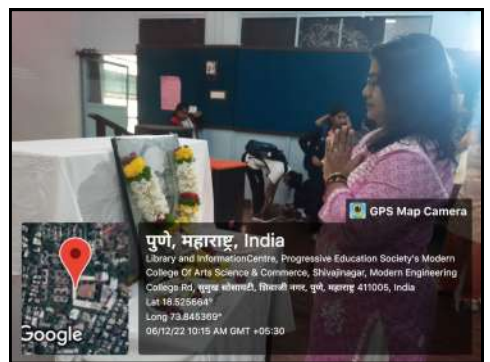 GPS Map Camera
पुणे, महाराष्ट्र, India
Library and InformationCentre, Progressive Education Society's Modern
College Of Arts Science & Commerce, Shivajinagar, Modern Engineering
College Rd, सुमुख सोसायटी, शिवाजी नगर, पुणे, महाराष्ट्र 411005, India
Lat 18.525664°
Long 73.845369°
06/12/22 10:15 AM GMT +05:30
Google